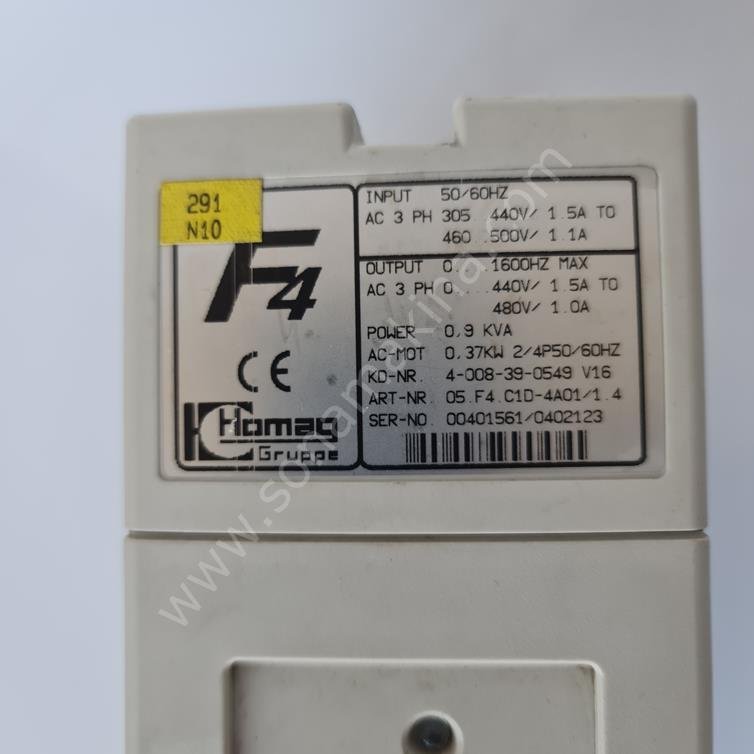 291
N10
F4
CE
Homag
Gruppe
INPUT 50/60HZ
AC 3 PH 305...440V/ 1.5A TO
460..500V/ 1.1A
OUTPUT 0... 1600HZ MAX
AC 3 PH 0....440V/ 1.5A TO
480V/ 1.0A
POWER 0,9 KVA
AC-MOT 0,37KW 2/4P50/60HZ
KD-NR. 4-008-39-0549 V16
ART-NR. 05.F4.C1D-4A01/1.4
SER-NO. 00401561/0402123
www.sonamakina.com